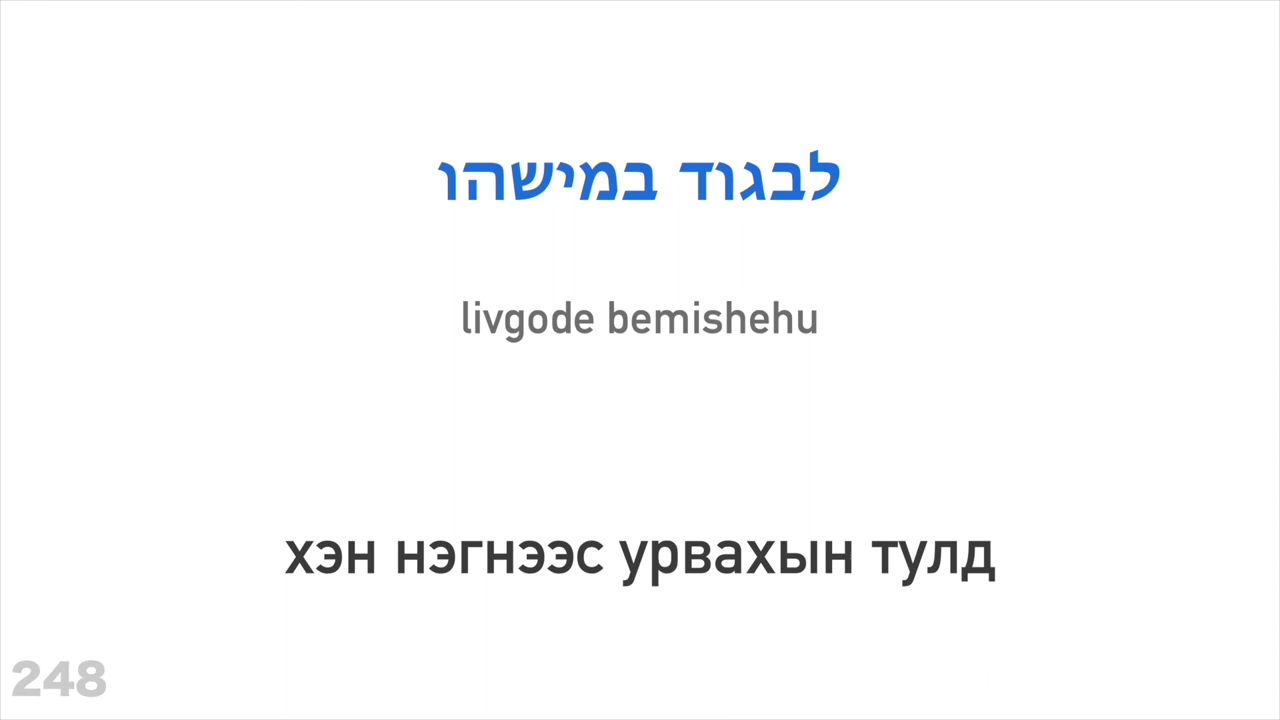 לבגוד במישהו
livgode bemishehu
хэн нэгнээс урвахын тулд
248